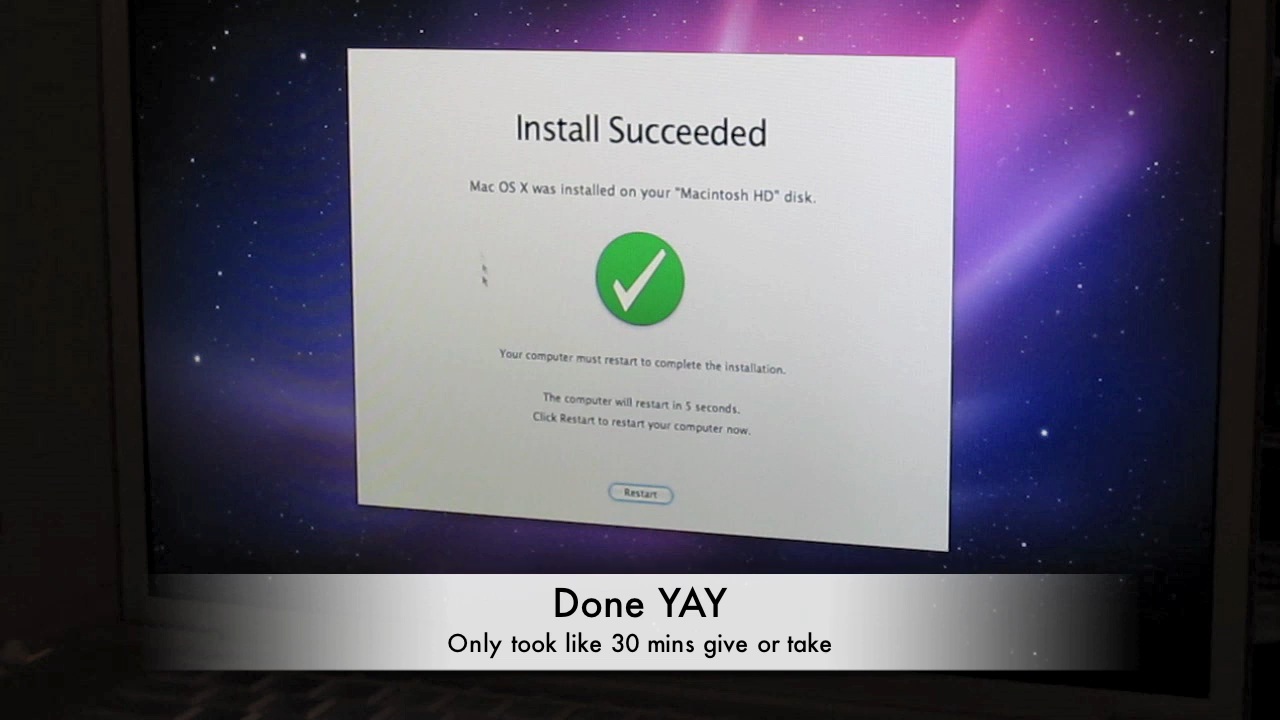 Install Succeeded
Mac OS X was installed on your "Macintosh HD" disk.
Your computer must restart to complete the installation.
The computer will restart in 5 seconds.
Click Restart to restart your computer now.
Restart
Done YAY
Only took like 30 mins give or take